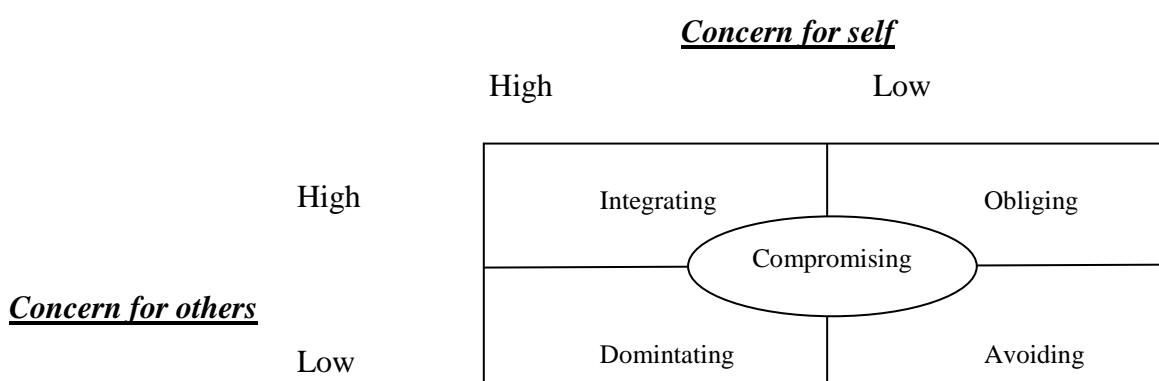 Concern for self
High Low
High Integrating Obliging
Compromising
Concern for others
Low Domintating Avoiding